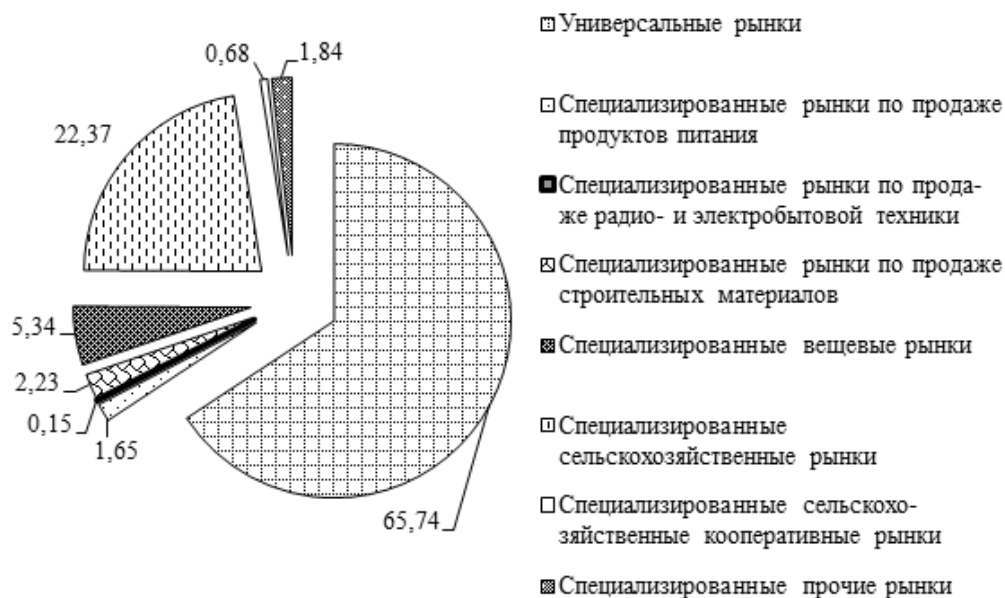 0,68
1,84
22,37
5,34
2,23
0,15
1,65
65,74
Универсальные рынки
Специализированные рынки по продаже
продуктов питания
Специализированные рынки по прода-
же радио- и электробытовой техники
Специализированные рынки по продаже
строительных материалов
Специализированные вещевые рынки
Специализированные
сельскохозяйственные рынки
Специализированные сельскохо-
зяйственные кооперативные рынки
Специализированные прочие рынки